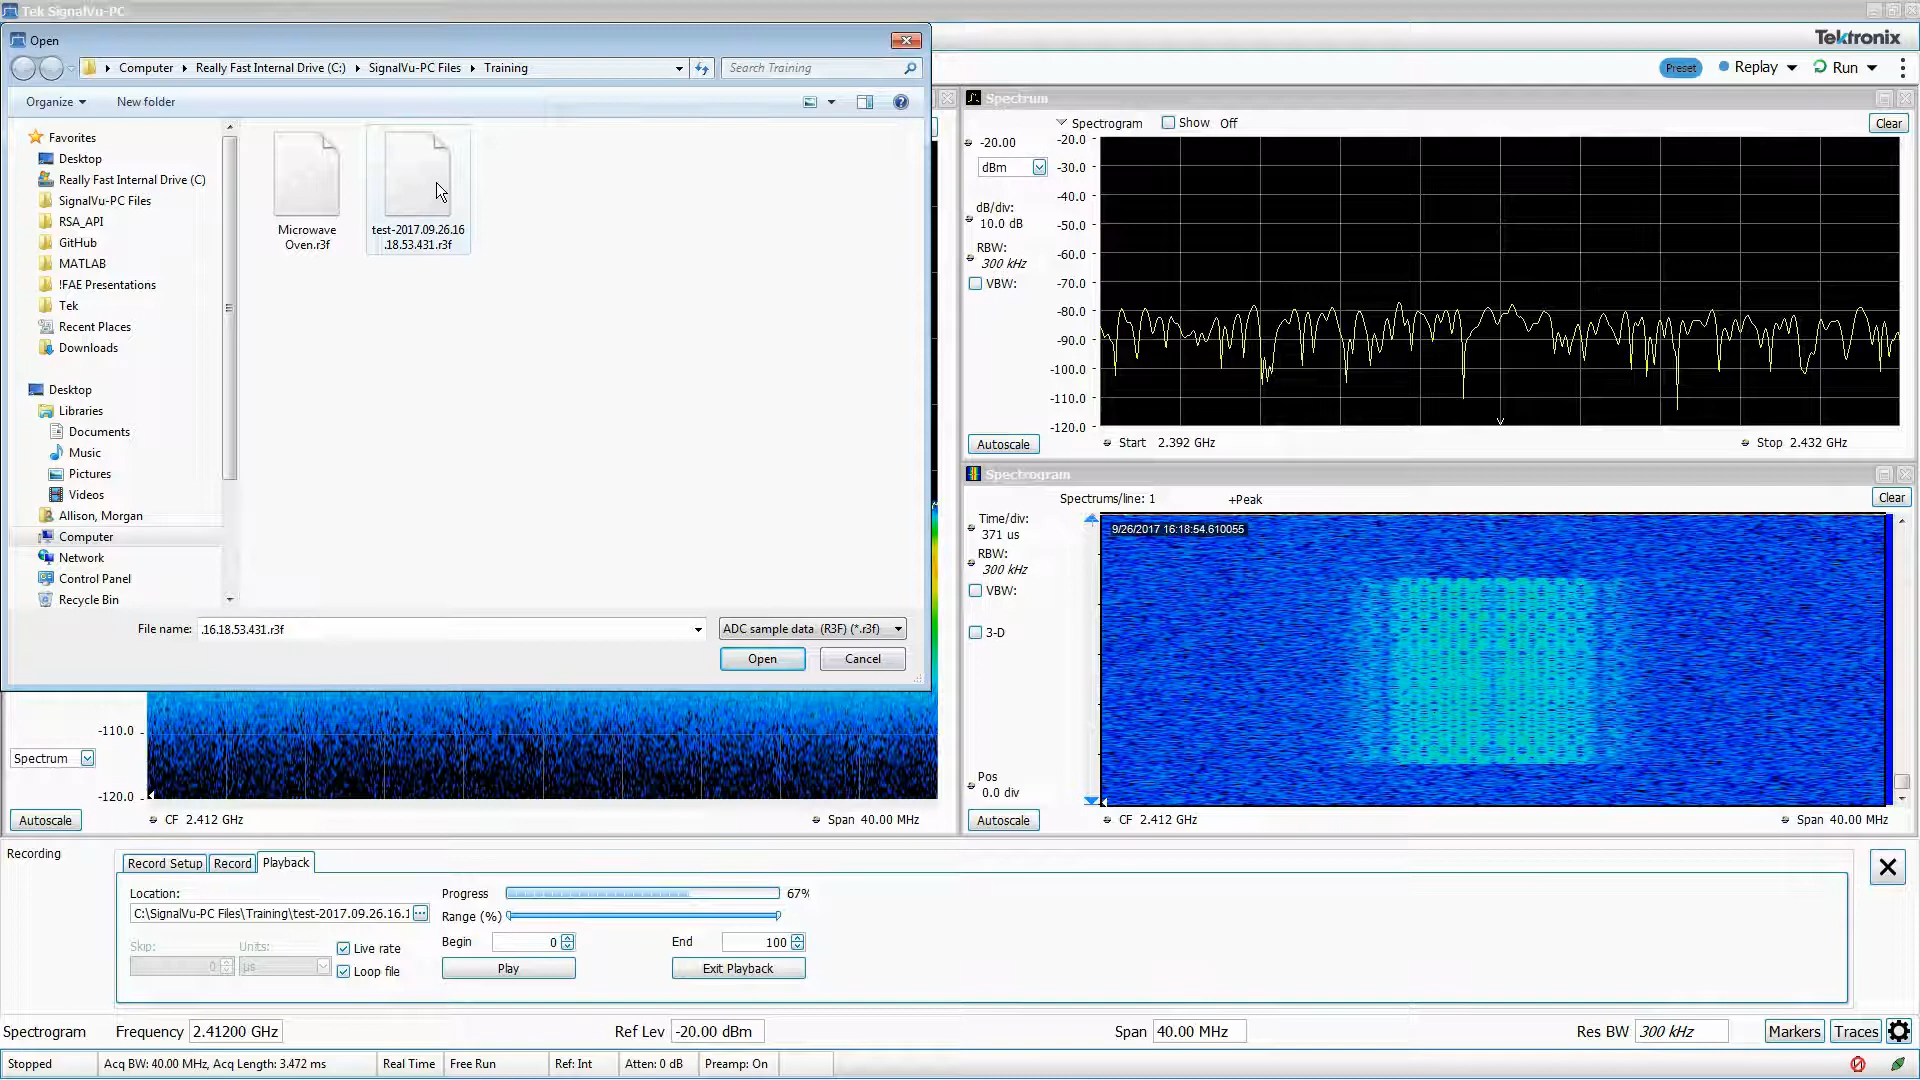 Tek SignalVu-PC
Open
Computer
Really Fast Internal Drive (C:)
SignalVu-PC Files
Training
Search Training
Organize
New folder
Favorites
Desktop
Really Fast Internal Drive (C)
SignalVu-PC Files
RSA_API
GitHub
MATLAB
!FAE Presentations
Tek
Recent Places
Downloads
Desktop
Libraries
Documents
Music
Pictures
Videos
Allison, Morgan
Computer
Network
Control Panel
Recycle Bin
Microwave
Oven.r3f
test-2017.09.26.16
.18.53.431.r3f
File name: .16.18.53.431.r3f
ADC sample data (R3F) (*.r3f)
Open
Cancel
Tektronix
Preset
Replay
Run
Spectrum
Spectrogram
Show
Off
Clear
-20.00
dBm
dB/div:
10.0 dB
RBW:
300 kHz
VBW:
-20.0
-30.0
-40.0
-50.0
-60.0
-70.0
-80.0
-90.0
-100.0
-110.0
-120.0
Autoscale
Start 2.392 GHz
Stop 2.432 GHz
Spectrogram
Spectrums/line: 1
+Peak
Clear
Time/div:
371 us
RBW:
300 kHz
VBW:
3-D
Pos
0.0 div
9/26/2017 16:18:54.610055
Autoscale
CF 2.412 GHz
Span 40.00 MHz
-110.0
Spectrum
-120.0
Autoscale
CF 2.412 GHz
Span 40.00 MHz
Recording
Record Setup
Record
Playback
Location:
C:\SignalVu-PC Files\Training\test-2017.09.26.16.1
...
Skip:
0
Units:
µs
Live rate
Loop file
Progress
67%
Range (%)
Begin
0
End
100
Play
Exit Playback
Spectrogram
Frequency 2.41200 GHz
Ref Lev -20.00 dBm
Span 40.00 MHz
Res BW 300 kHz
Markers
Traces
Stopped
Acq BW: 40.00 MHz, Acq Length: 3.472 ms
Real Time
Free Run
Ref: Int
Atten: 0 dB
Preamp: On